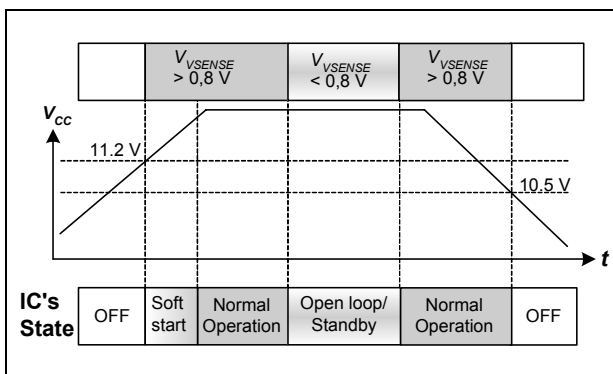 V_VSENSE
> 0,8 V
V_VSENSE
< 0,8 V
V_VSENSE
> 0,8 V
V_CC
11.2 V
10.5 V
t
IC's
State
OFF
Soft
start
Normal
Operation
Open loop/
Standby
Normal
Operation
OFF